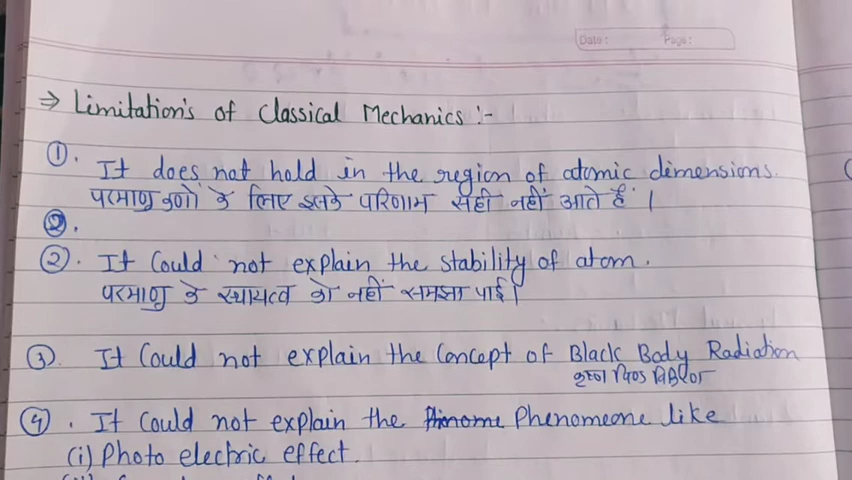 Date: Page:
⇒ Limitation's of Classical Mechanics :-
①. It does not hold in the region of atomic dimensions.
परमाणु कणों के लिए इसके परिणाम सही नहीं आते हैं ।
②.
②. It Could not explain the stability of atom.
परमाणु के स्थायित्व को नहीं समझा पाई।
③. It Could not explain the Concept of Black Body Radiation
कृष्ण पिण्ड विकिरण
④. It Could not explain the Phenomeone like
(i) Photo electric effect.